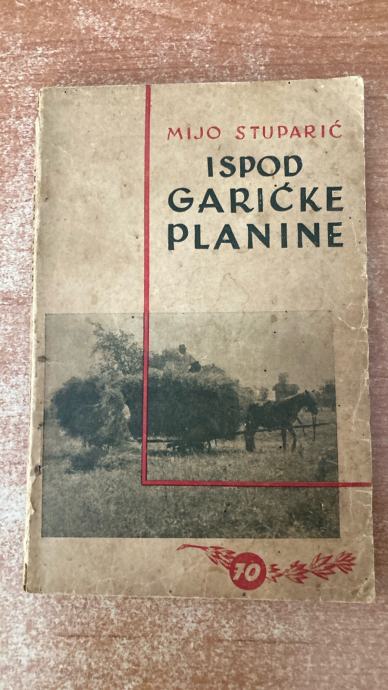 MIJO STUPARIĆ
ISPOD
GARIĆKE
PLANINE
10